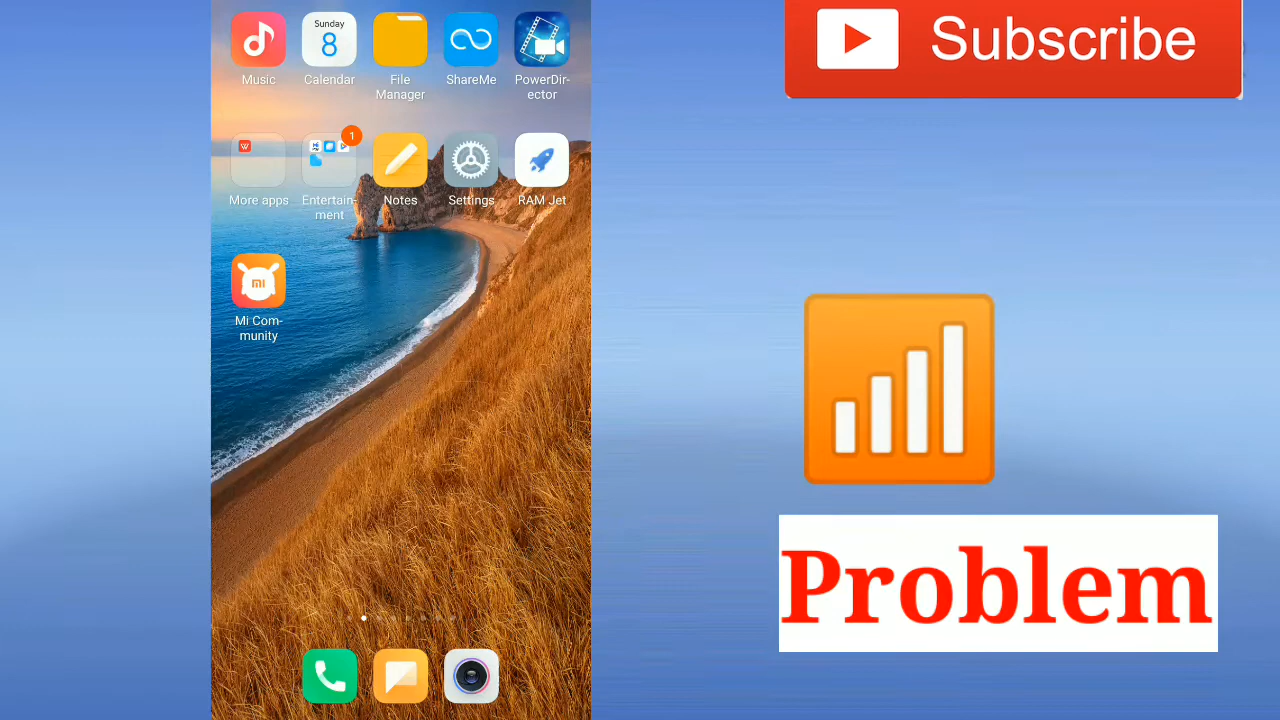 Subscribe
Sunday
8
Music
Calendar
File
Manager
ShareMe
PowerDir-
ector
1
W
More apps
Entertain-
ment
Notes
Settings
RAM Jet
mi
Mi Com-
munity
Problem